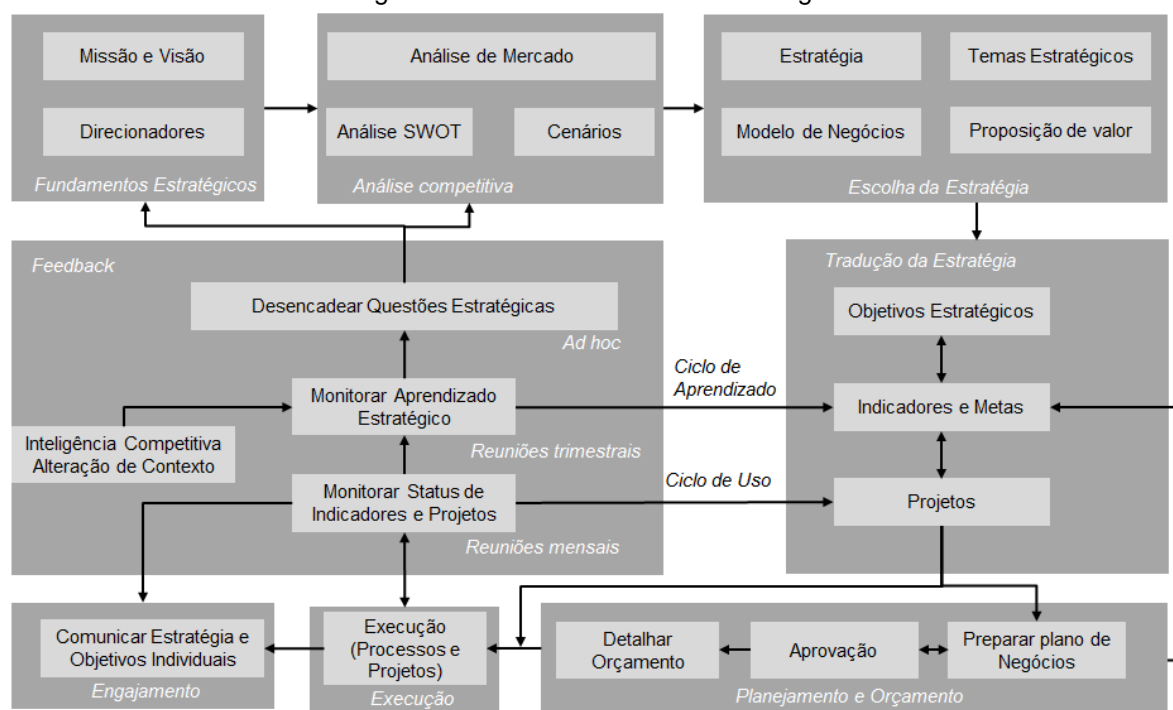 Missão e Visão
Direcionadores
Fundamentos Estratégicos
Análise de Mercado
Análise SWOT
Cenários
Análise competitiva
Estratégia
Temas Estratégicos
Modelo de Negócios
Proposição de valor
Escolha da Estratégia
Feedback
Desencadear Questões Estratégicas
Ad hoc
Monitorar Aprendizado
Estratégico
Reuniões trimestrais
Inteligência Competitiva
Alteração de Contexto
Monitorar Status de
Indicadores e Projetos
Reuniões mensais
Ciclo de
Aprendizado
Ciclo de Uso
Tradução da Estratégia
Objetivos Estratégicos
Indicadores e Metas
Projetos
Comunicar Estratégia e
Objetivos Individuais
Engajamento
Execução
(Processos e
Projetos)
Execução
Detalhar
Orçamento
Aprovação
Preparar plano de
Negócios
Planejamento e Orçamento